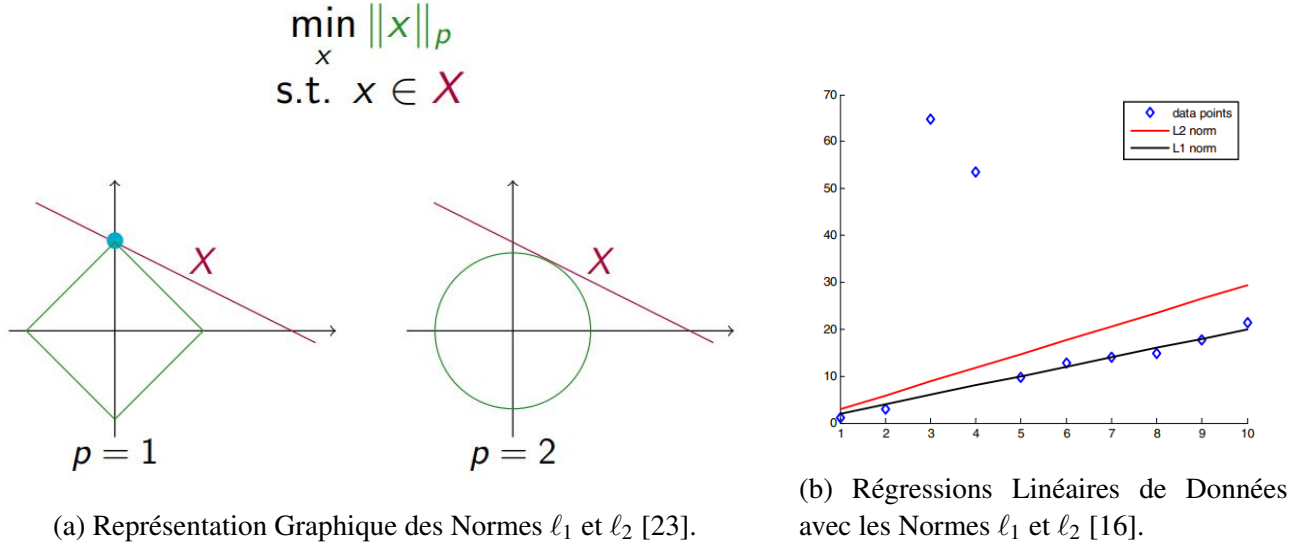 min ‖x‖p
x
s.t. x ∈ X
X
p = 1
X
p = 2
(a) Représentation Graphique des Normes ℓ1 et ℓ2 [23].
70
60
50
40
30
20
10
0
1 2 3 4 5 6 7 8 9 10
data points
L2 norm
L1 norm
(b) Régressions Linéaires de Données
avec les Normes ℓ1 et ℓ2 [16].